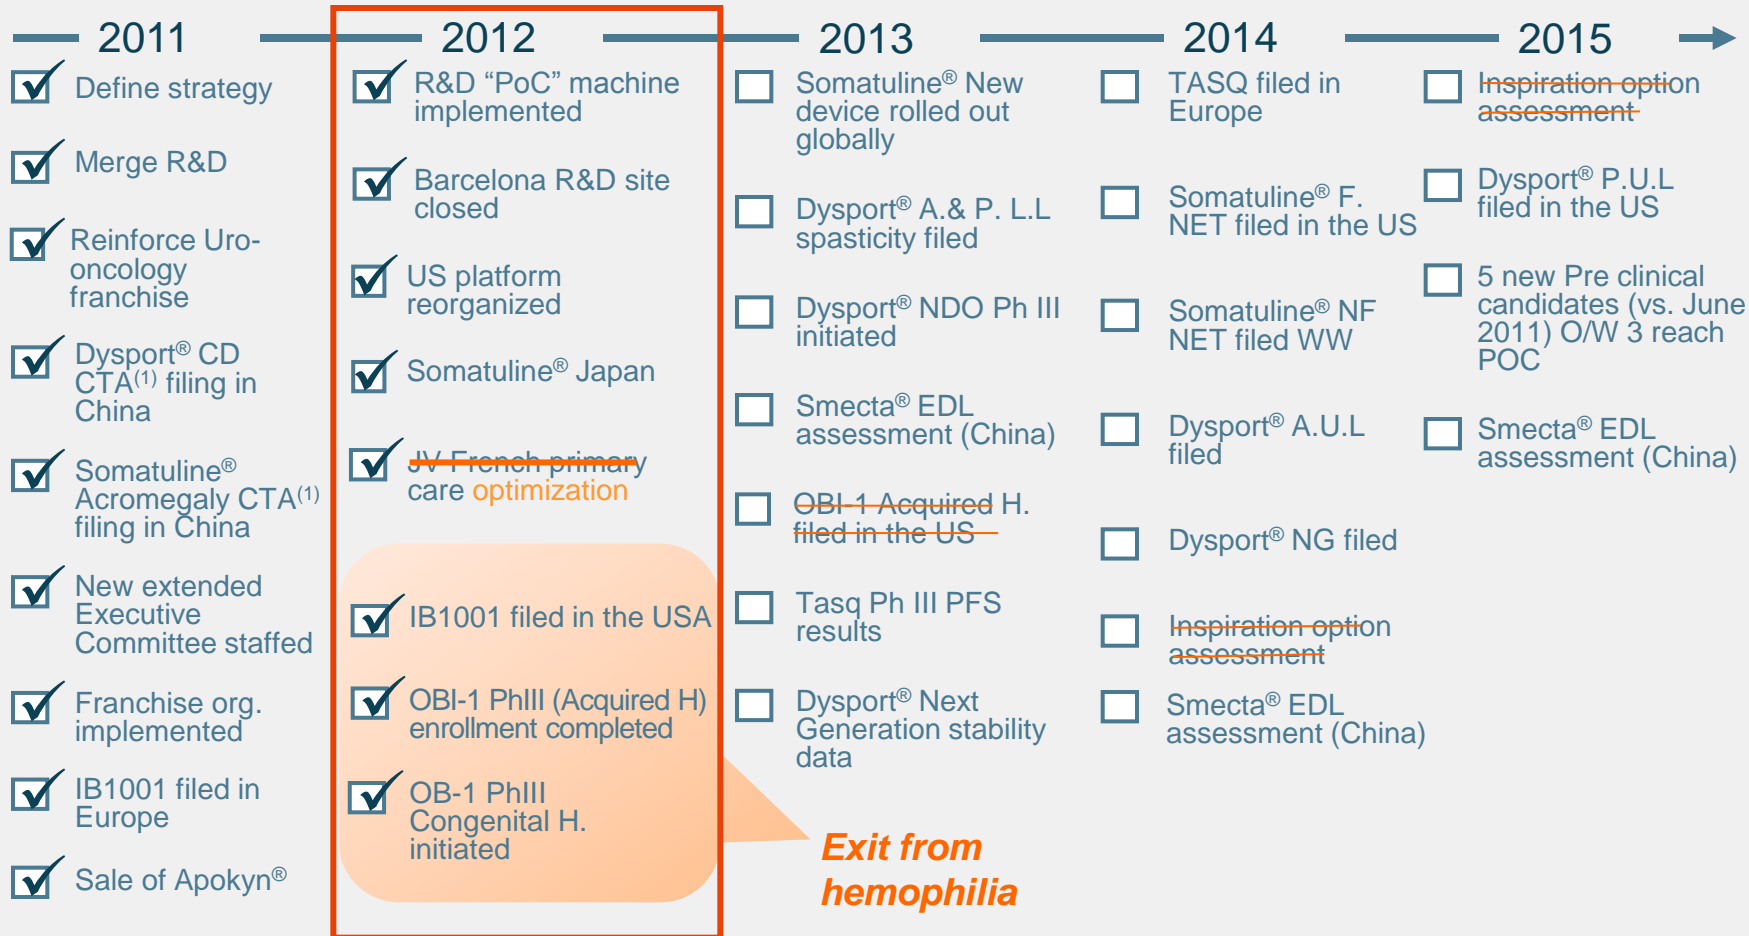 2011
2012
2013
2014
2015
Define strategy
Merge R&D
Reinforce Uro-
oncology
franchise
Dysport® CD
CTA(1) filing in
China
Somatuline®
Acromegaly CTA(1)
filing in China
New extended
Executive
Committee staffed
Franchise org.
implemented
IB1001 filed in
Europe
Sale of Apokyn®
R&D “PoC” machine
implemented
Barcelona R&D site
closed
US platform
reorganized
Somatuline® Japan
JV French primary
care optimization
IB1001 filed in the USA
OBI-1 PhIII (Acquired H)
enrollment completed
OB-1 PhIII
Congenital H.
initiated
Somatuline® New
device rolled out
globally
Dysport® A.& P. L.L
spasticity filed
Dysport® NDO Ph III
initiated
Smecta® EDL
assessment (China)
OBI-1 Acquired H.
filed in the US
Tasq Ph III PFS
results
Dysport® Next
Generation stability
data
Exit from
hemophilia
TASQ filed in
Europe
Somatuline® F.
NET filed in the US
Somatuline® NF
NET filed WW
Dysport® A.U.L
filed
Dysport® NG filed
Inspiration option
assessment
Smecta® EDL
assessment (China)
Inspiration option
assessment
Dysport® P.U.L
filed in the US
5 new Pre clinical
candidates (vs. June
2011) O/W 3 reach
POC
Smecta® EDL
assessment (China)